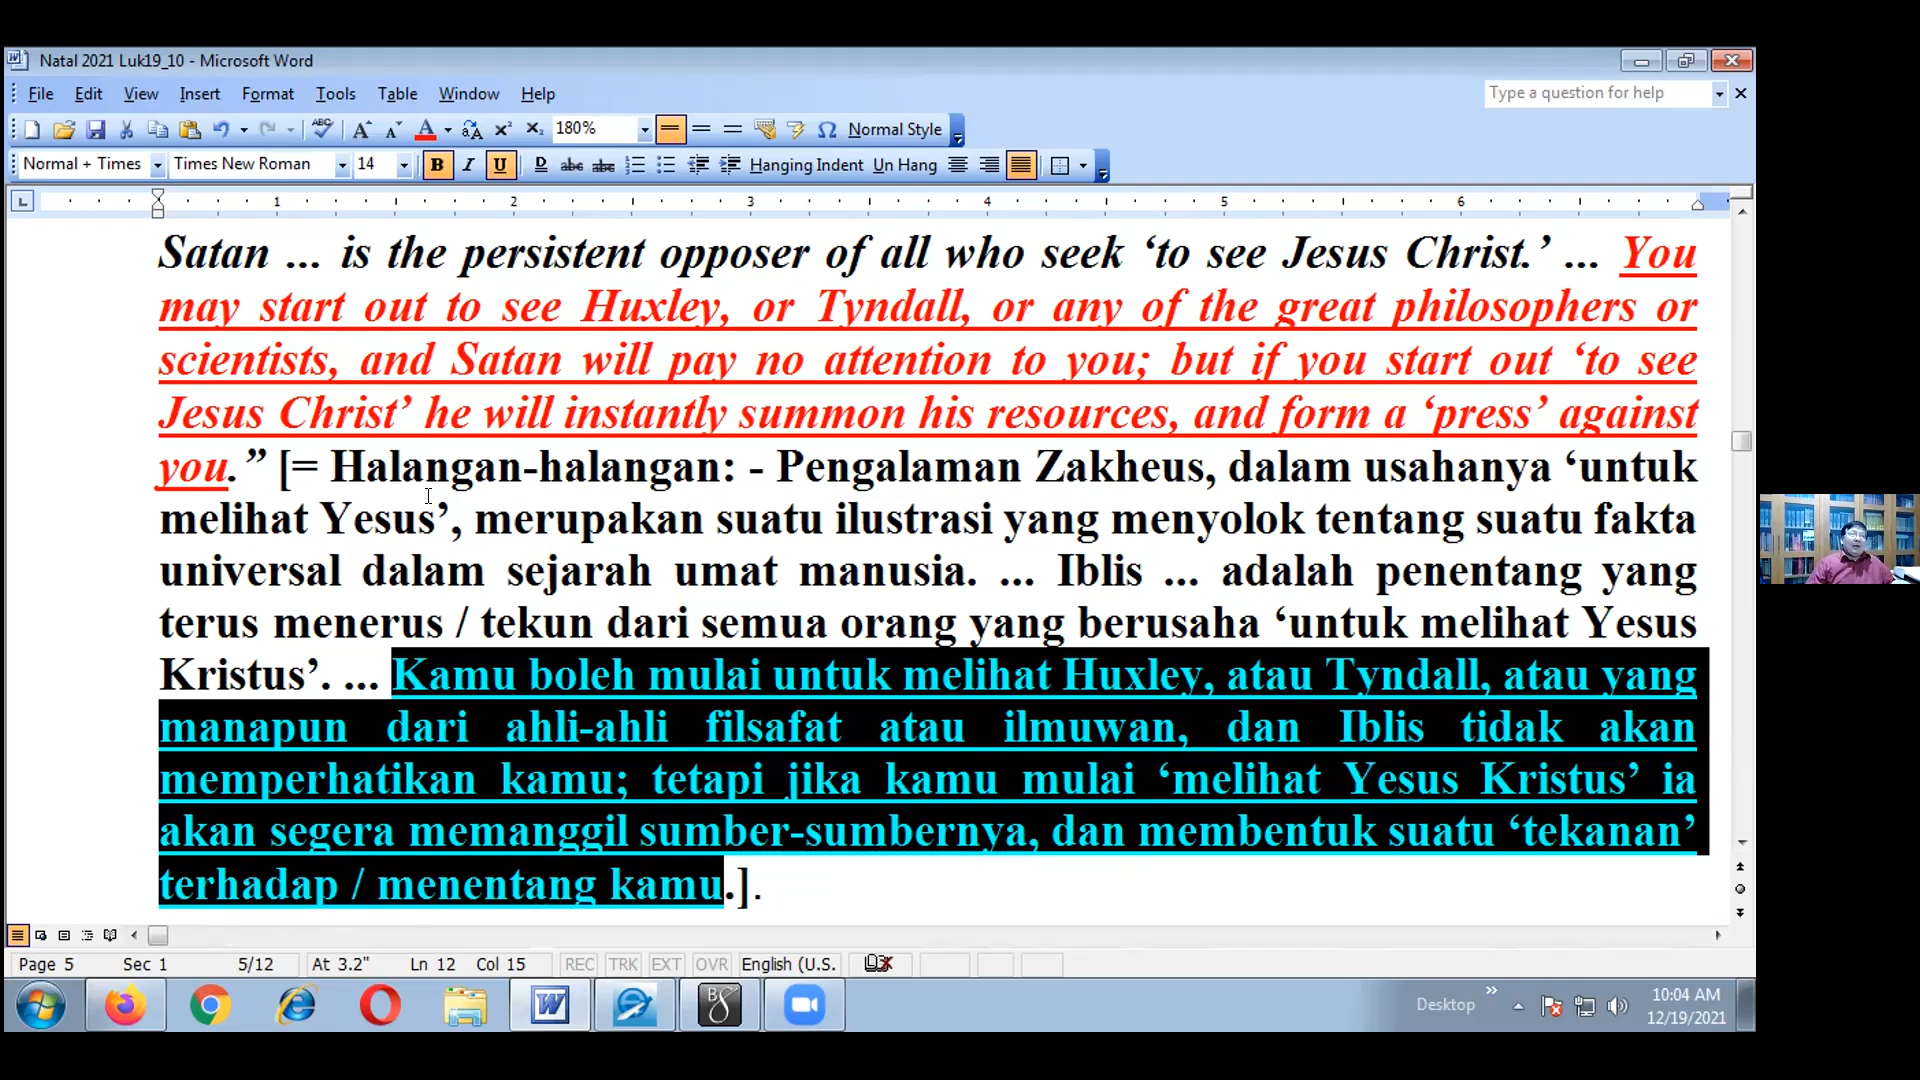 Natal 2021 Luk19_10 - Microsoft Word
File Edit View Insert Format Tools Table Window Help
Type a question for help
180% Normal Style
Normal + Times Times New Roman 14 B I U Hanging Indent Un Hang
1 2 3 4 5 6
Satan ... is the persistent opposer of all who seek ‘to see Jesus Christ.’ ... You
may start out to see Huxley, or Tyndall, or any of the great philosophers or
scientists, and Satan will pay no attention to you; but if you start out ‘to see
Jesus Christ’ he will instantly summon his resources, and form a ‘press’ against
you.” [= Halangan-halangan: - Pengalaman Zakheus, dalam usahanya ‘untuk
melihat Yesus’, merupakan suatu ilustrasi yang menyolok tentang suatu fakta
universal dalam sejarah umat manusia. ... Iblis ... adalah penentang yang
terus menerus / tekun dari semua orang yang berusaha ‘untuk melihat Yesus
Kristus’. ... Kamu boleh mulai untuk melihat Huxley, atau Tyndall, atau yang
manapun dari ahli-ahli filsafat atau ilmuwan, dan Iblis tidak akan
memperhatikan kamu; tetapi jika kamu mulai ‘melihat Yesus Kristus’ ia
akan segera memanggil sumber-sumbernya, dan membentuk suatu ‘tekanan’
terhadap / menentang kamu.].
Page 5 Sec 1 5/12 At 3.2" Ln 12 Col 15 REC TRK EXT OVR English (U.S.
Desktop
10:04 AM
12/19/2021